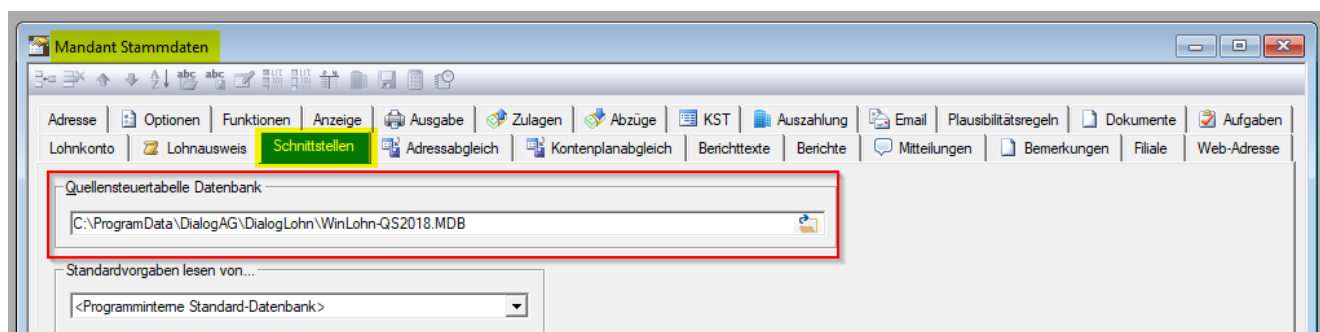 Mandant Stammdaten
Adresse Optionen Funktionen Anzeige Ausgabe Zulagen Abzüge KST Auszahlung Email Plausibilitätsregeln Dokumente Aufgaben
Lohnkonto Lohnausweis Schnittstellen Adressabgleich Kontenplanabgleich Berichttexte Berichte Mitteilungen Bemerkungen Filiale Web-Adresse
Quellensteuertabelle Datenbank
C:\ProgramData\DialogAG\DialogLohn\WinLohn-QS2018.MDB
Standardvorgaben lesen von...
<Programminterne Standard-Datenbank>